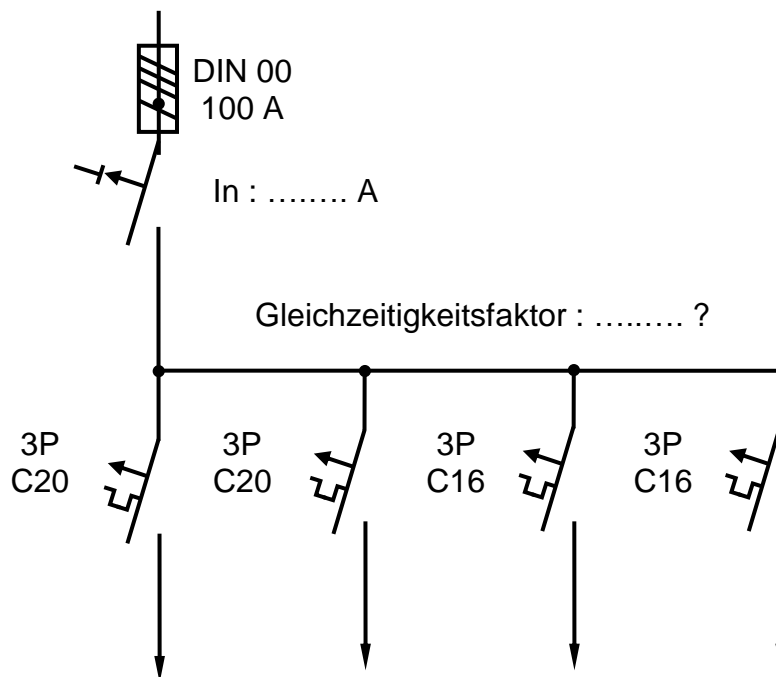 DIN 00
100 A
In : …..... A
Gleichzeitigkeitsfaktor : …..…. ?
3P
C20
3P
C20
3P
C16
3P
C16